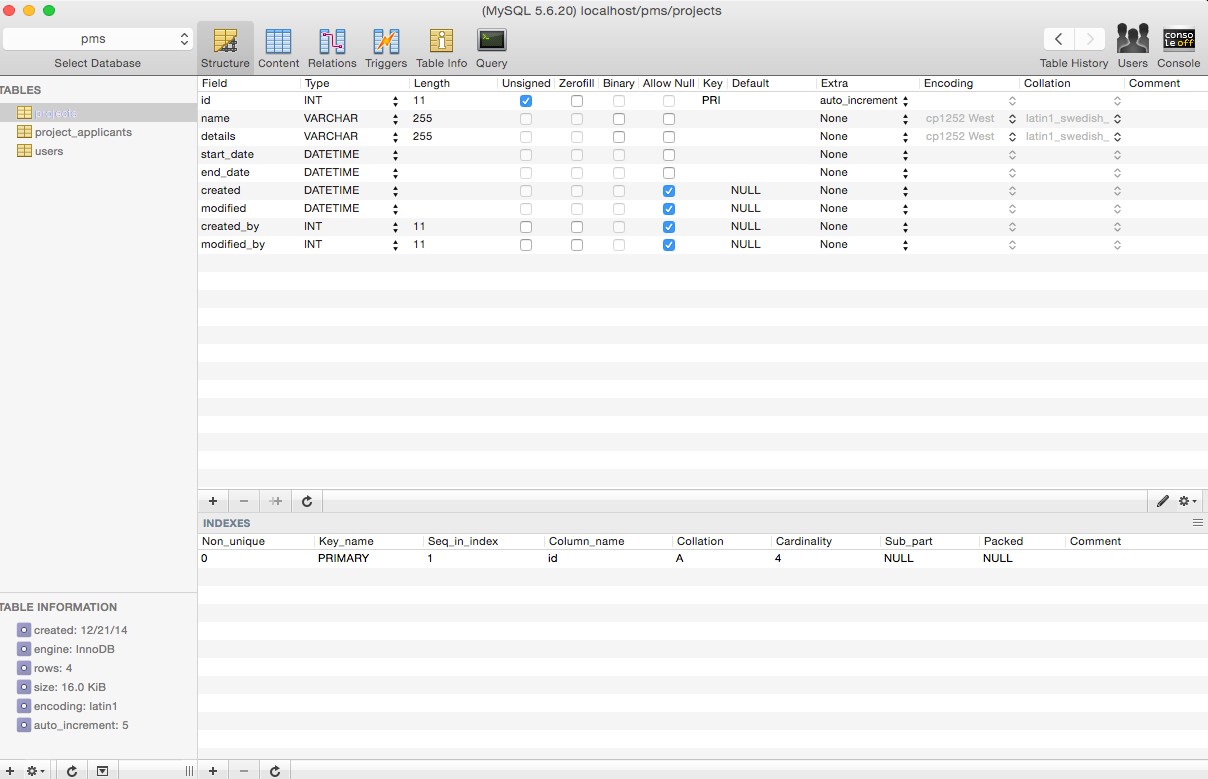 (MySQL 5.6.20) localhost/pms/projects
pms
Select Database
Structure Content Relations Triggers Table Info Query
Table History Users Console
conso
le off
TABLES
projects
project_applicants
users
Field Type Length Unsigned Zerofill Binary Allow Null Key Default Extra Encoding Collation Comment
id INT 11 PRI auto_increment
name VARCHAR 255 None cp1252 West latin1_swedish_
details VARCHAR 255 None cp1252 West latin1_swedish_
start_date DATETIME None
end_date DATETIME None
created DATETIME NULL None
modified DATETIME NULL None
created_by INT 11 NULL None
modified_by INT 11 NULL None
INDEXES
Non_unique Key_name Seq_in_index Column_name Collation Cardinality Sub_part Packed Comment
0 PRIMARY 1 id A 4 NULL NULL
TABLE INFORMATION
created: 12/21/14
engine: InnoDB
rows: 4
size: 16.0 KiB
encoding: latin1
auto_increment: 5